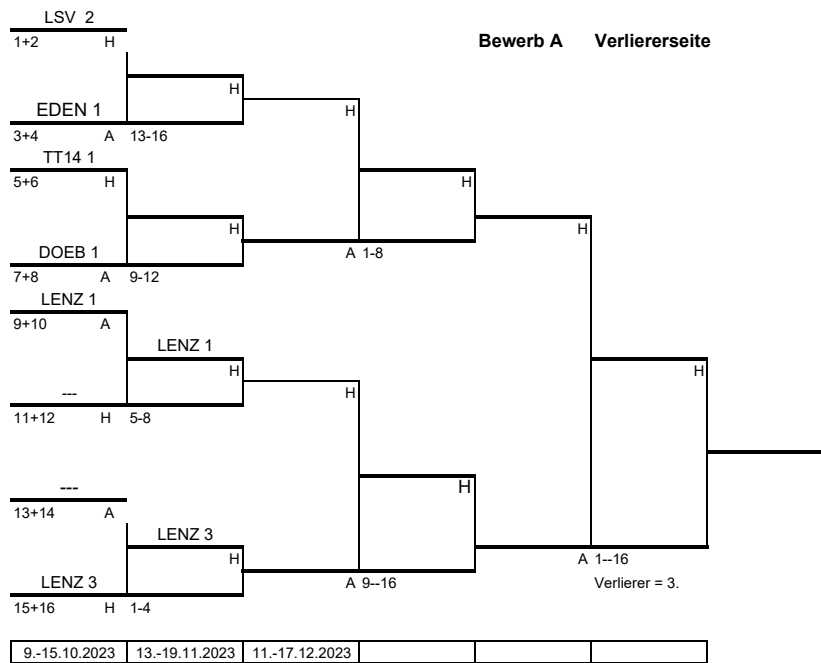 LSV 2
1+2 H
Bewerb A Verliererseite
H
EDEN 1
H
3+4 A 13-16
TT14 1
5+6 H
H
H
H
DOEB 1
A 1-8
7+8 A 9-12
LENZ 1
9+10 A
LENZ 1
H
H
---
H
11+12 H 5-8
---
H
13+14 A
LENZ 3
H
A 1--16
LENZ 3
A 9--16
Verlierer = 3.
15+16 H 1-4
9.-15.10.2023 13.-19.11.2023 11.-17.12.2023